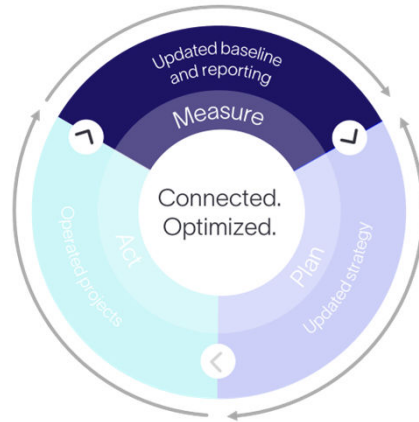 Updated baseline
and reporting
Measure
Connected.
Optimized.
Act
Operated projects
Plan
Updated strategy